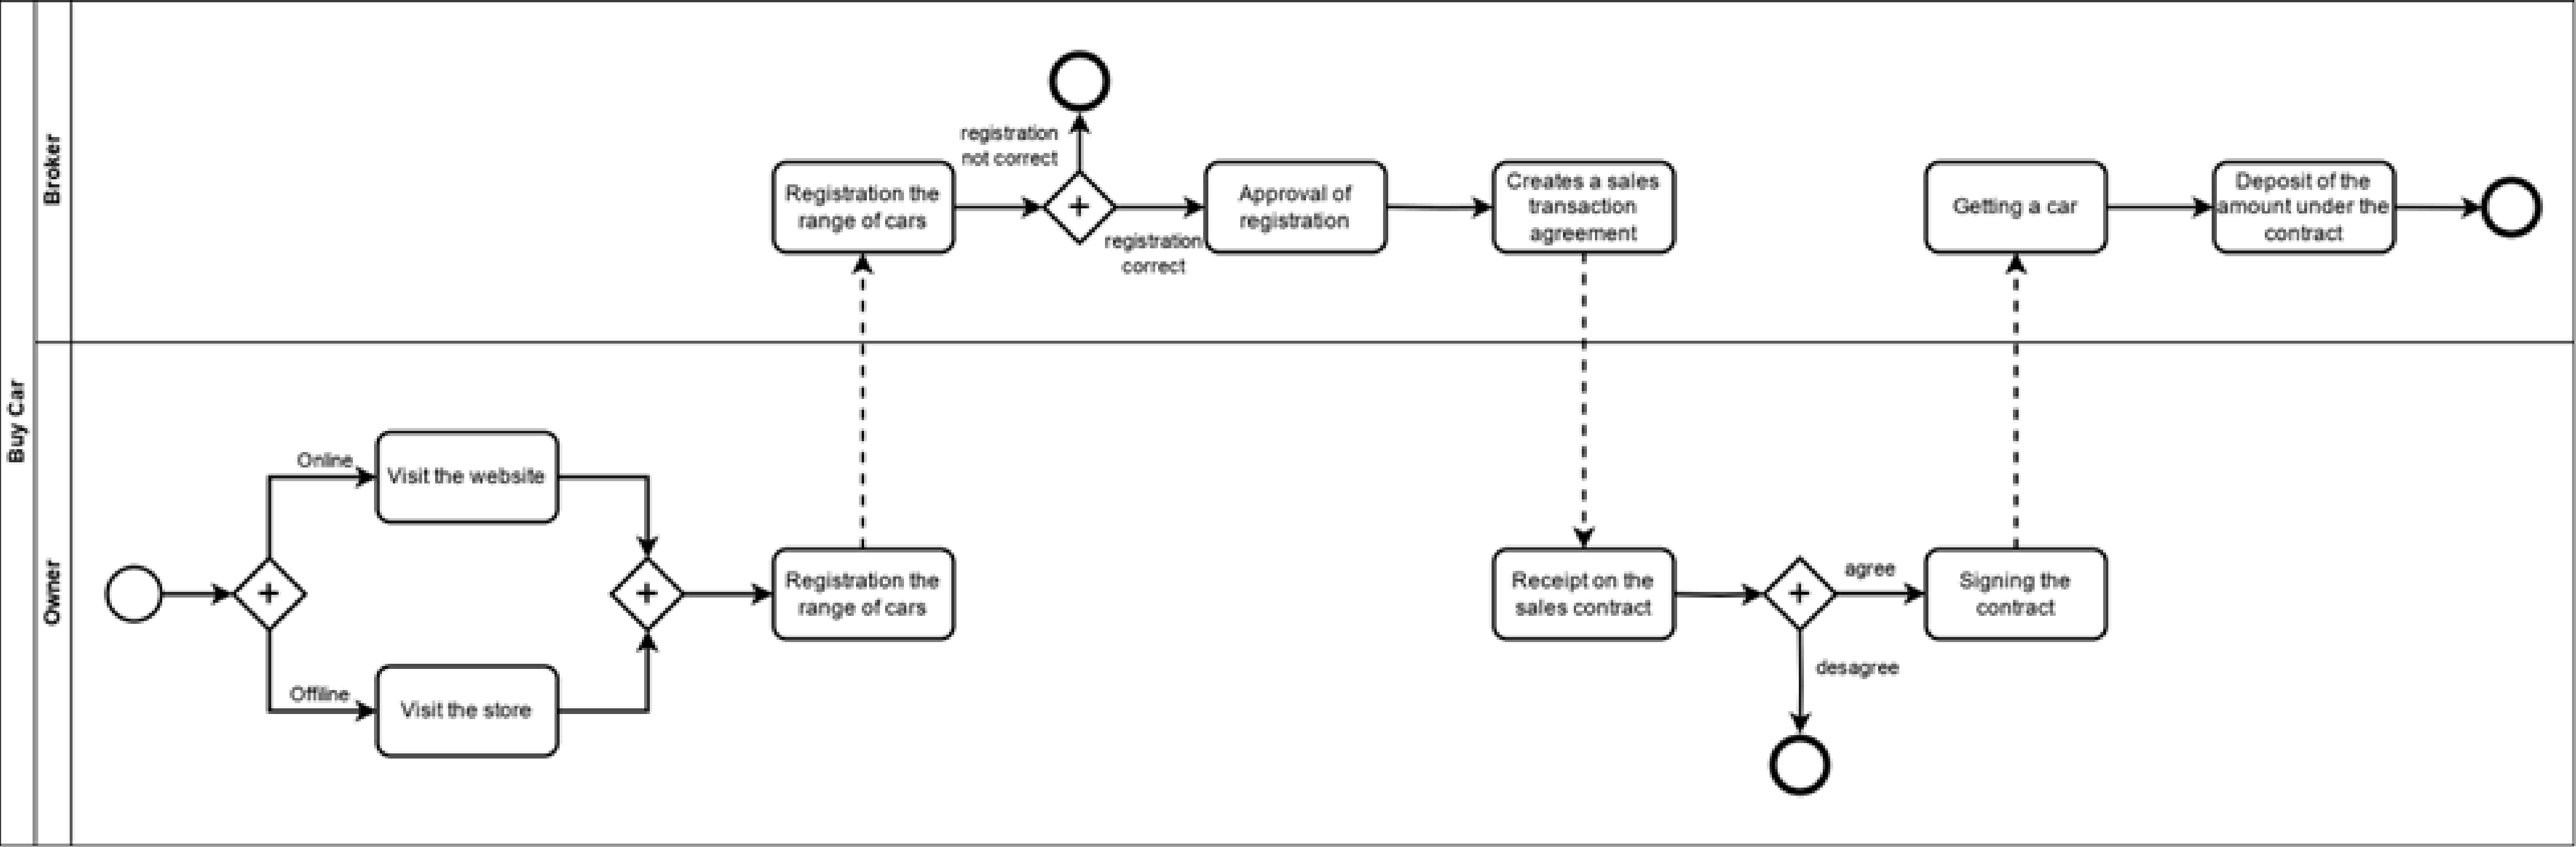 Buy Car
Broker
registration
not correct
Registration the
range of cars
registration
correct
Approval of
registration
Creates a sales
transaction
agreement
Getting a car
Deposit of the
amount under the
contract
Owner
Online
Visit the website
Offline
Visit the store
Registration the
range of cars
Receipt on the
sales contract
agree
desagree
Signing the
contract